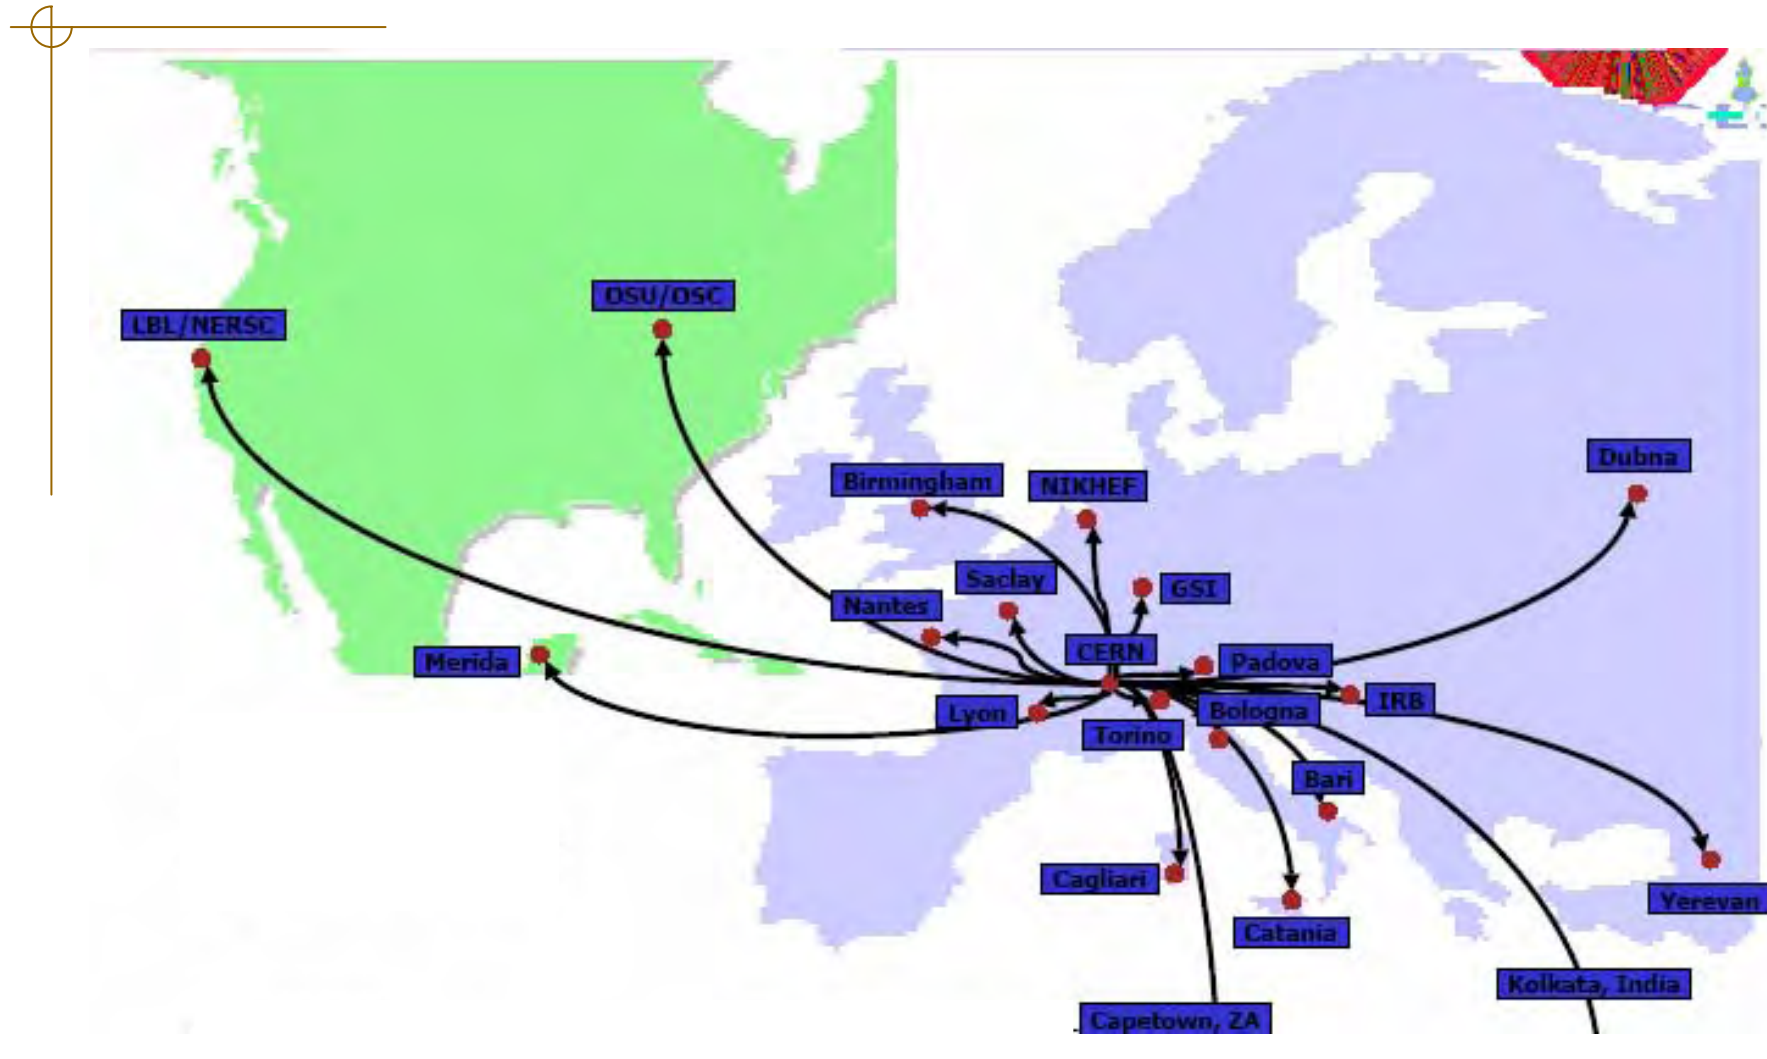 OSU/OSC
LBL/NERSC
Dubna
Birmingham
NIKHEF
Saclay
GSI
Nantes
CERN
Merida
Padova
IRB
Lyon
Bologna
Torino
Bari
Cagliari
Yerevan
Catania
Kolkata, India
Capetown, ZA